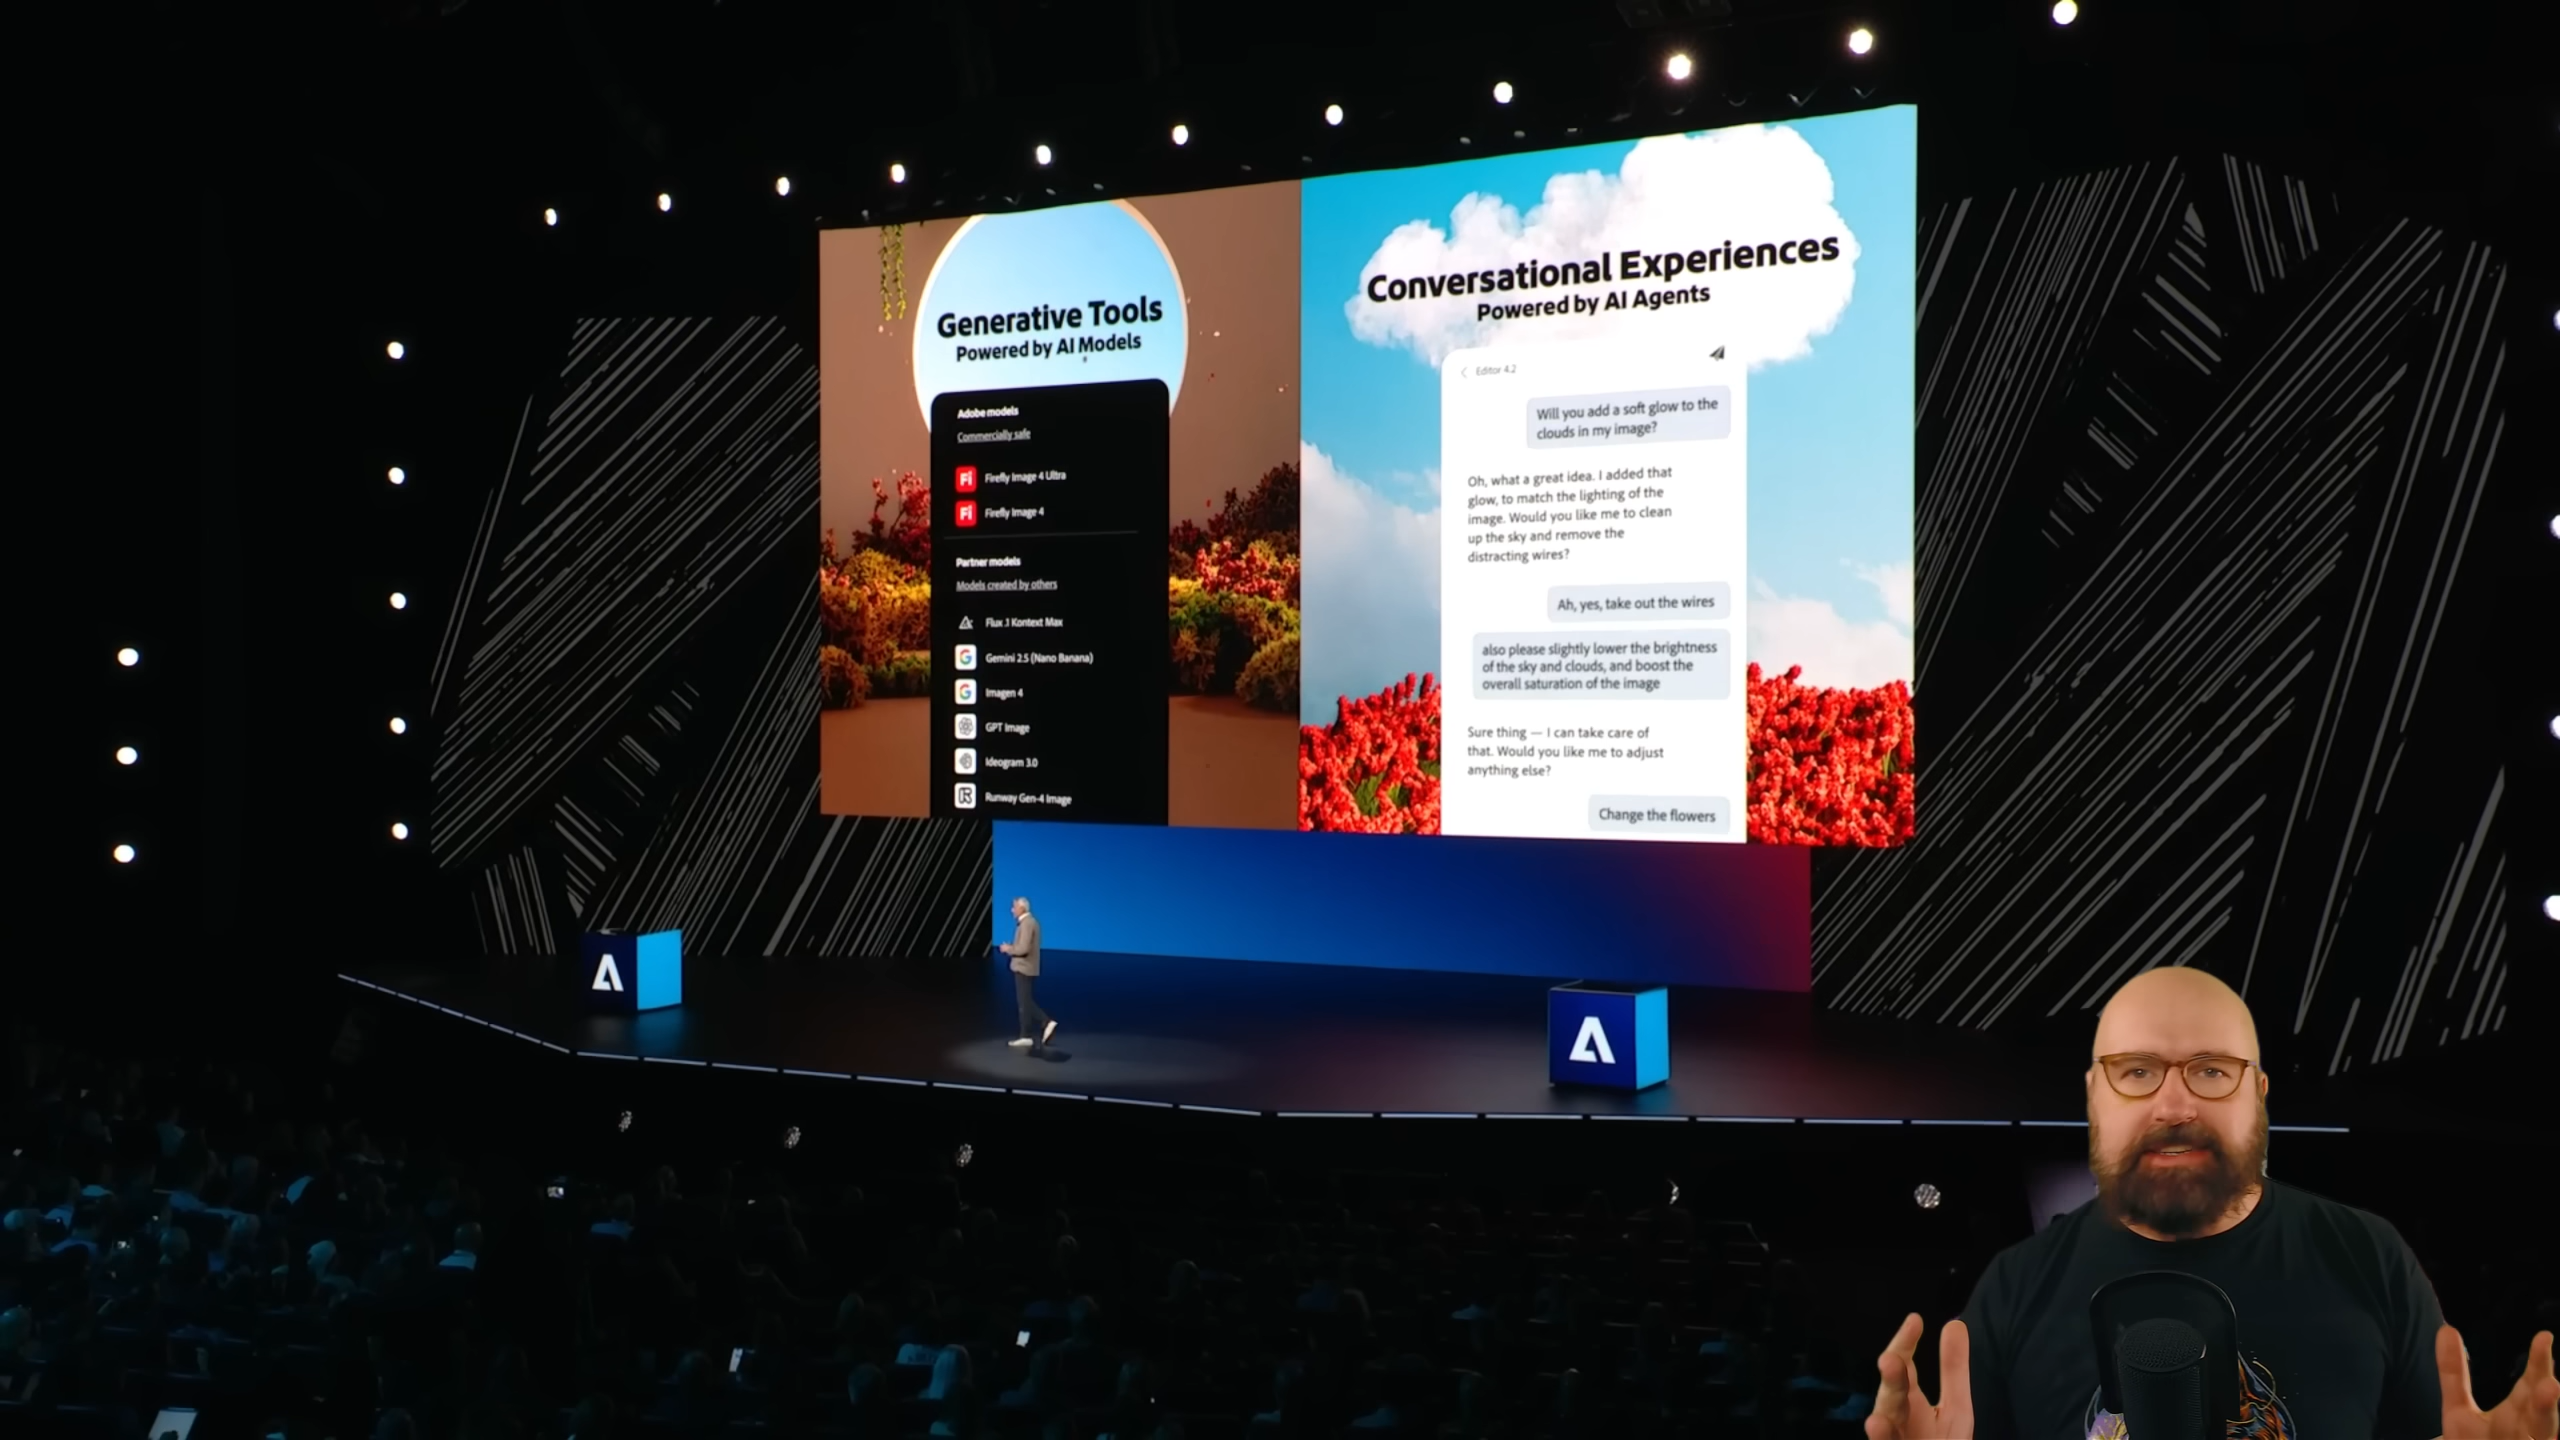 Generative Tools
Powered by AI Models
Adobe models
Commercially safe
Fi Firefly Image 4 Ultra
Fi Firefly Image 4
Partner models
Models created by others
Flux .1 Kontext Max
G Gemini 2.5 (Nano Banana)
G Imagen 4
GPT Image
Ideogram 3.0
R Runway Gen-4 Image
Conversational Experiences
Powered by AI Agents
Editor 4.2
Will you add a soft glow to the
clouds in my image?
Oh, what a great idea. I added that
glow, to match the lighting of the
image. Would you like me to clean
up the sky and remove the
distracting wires?
Ah, yes, take out the wires
also please slightly lower the brightness
of the sky and clouds, and boost the
overall saturation of the image
Sure thing — I can take care of
that. Would you like me to adjust
anything else?
Change the flowers